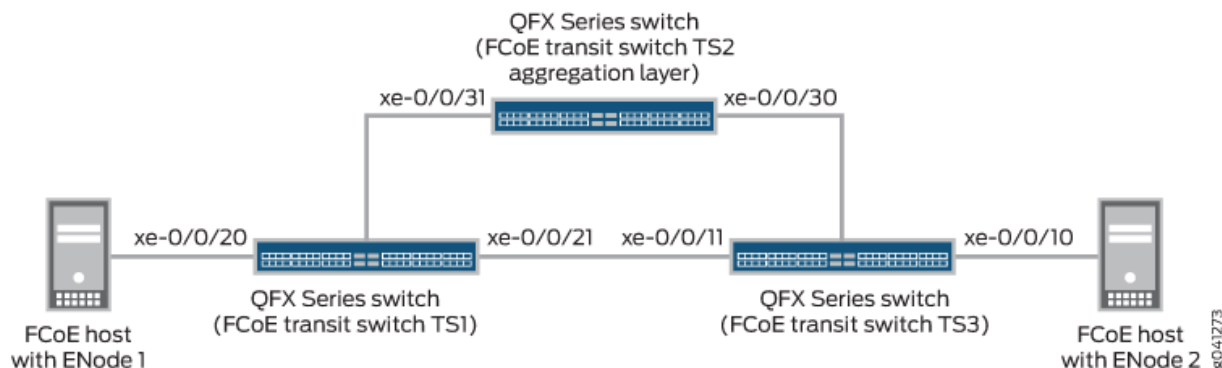 QFX Series switch
(FCoE transit switch TS2
aggregation layer)
xe-0/0/31
xe-0/0/30
xe-0/0/20
xe-0/0/21
xe-0/0/11
xe-0/0/10
QFX Series switch
(FCoE transit switch TS1)
QFX Series switch
(FCoE transit switch TS3)
FCoE host
with ENode 1
FCoE host
with ENode 2
g041273